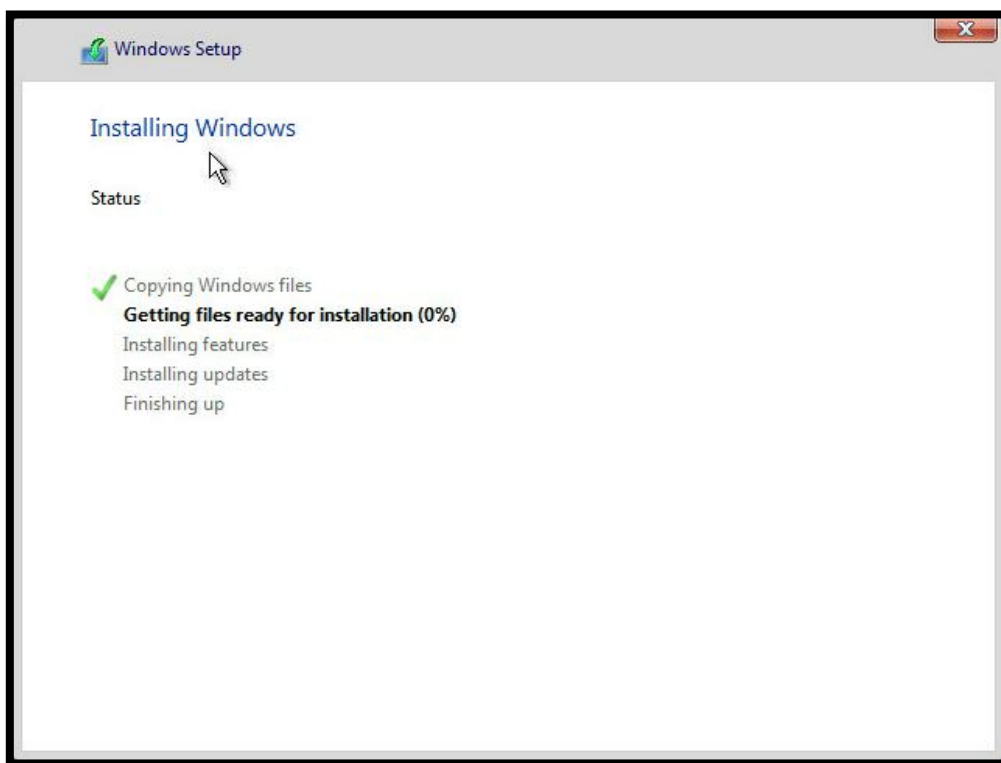 Windows Setup
Installing Windows
Status
Copying Windows files
Getting files ready for installation (0%)
Installing features
Installing updates
Finishing up